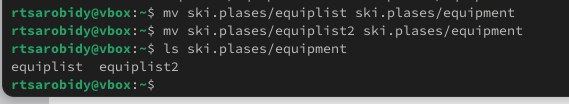 rtsarobidy@vbox:~$ mv ski.plases/equiplist ski.plases/equipment
rtsarobidy@vbox:~$ mv ski.plases/equiplist2 ski.plases/equipment
rtsarobidy@vbox:~$ ls ski.plases/equipment
equiplist  equiplist2
rtsarobidy@vbox:~$